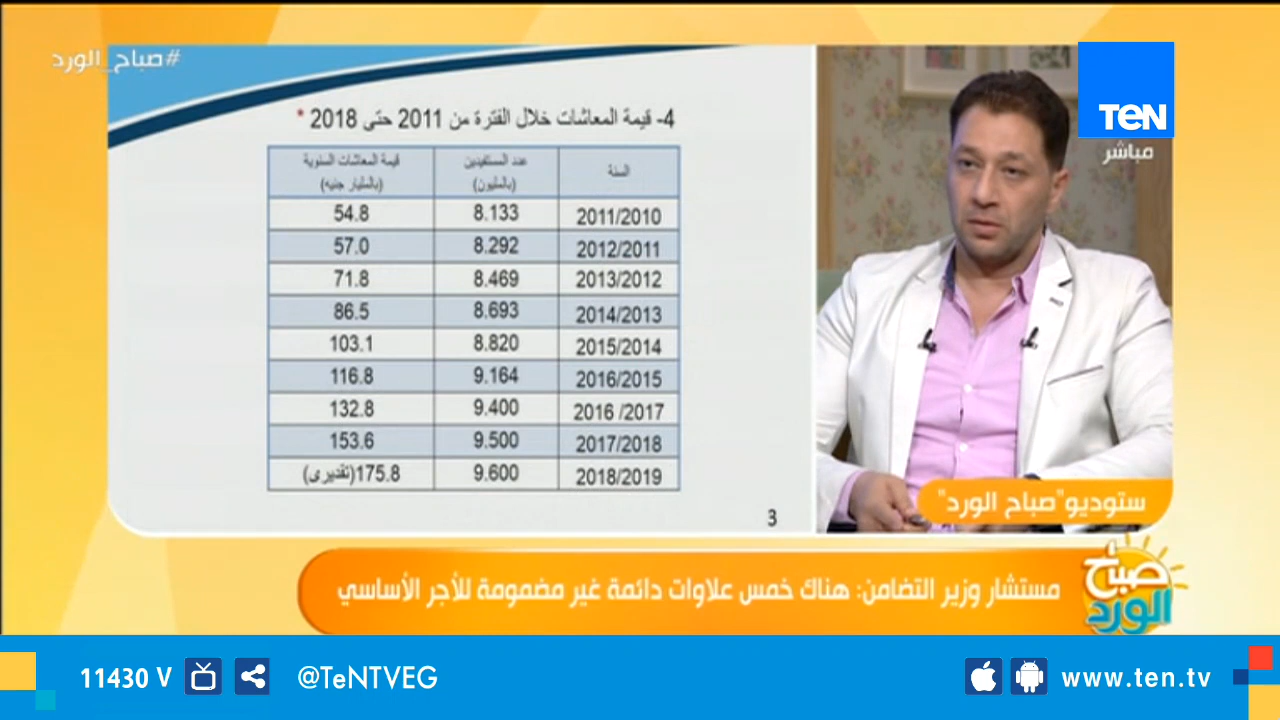 #صباح_الورد
TEN
مباشر
4- قيمة المعاشات خلال الفترة من 2011 حتى 2018 *
السنة عدد المستفيدين (بالمليون) قيمة المعاشات السنوية (بالمليار جنيه)
2011/2010 8.133 54.8
2012/2011 8.292 57.0
2013/2012 8.469 71.8
2014/2013 8.693 86.5
2015/2014 8.820 103.1
2016/2015 9.164 116.8
2016 /2017 9.400 132.8
2017/2018 9.500 153.6
2018/2019 9.600 175.8(تقديرى)
3
ستوديو"صباح الورد"
صباح الورد
مستشار وزير التضامن: هناك خمس علاوات دائمة غير مضمومة للأجر الأساسي
11430 V @TeNTVEG www.ten.tv